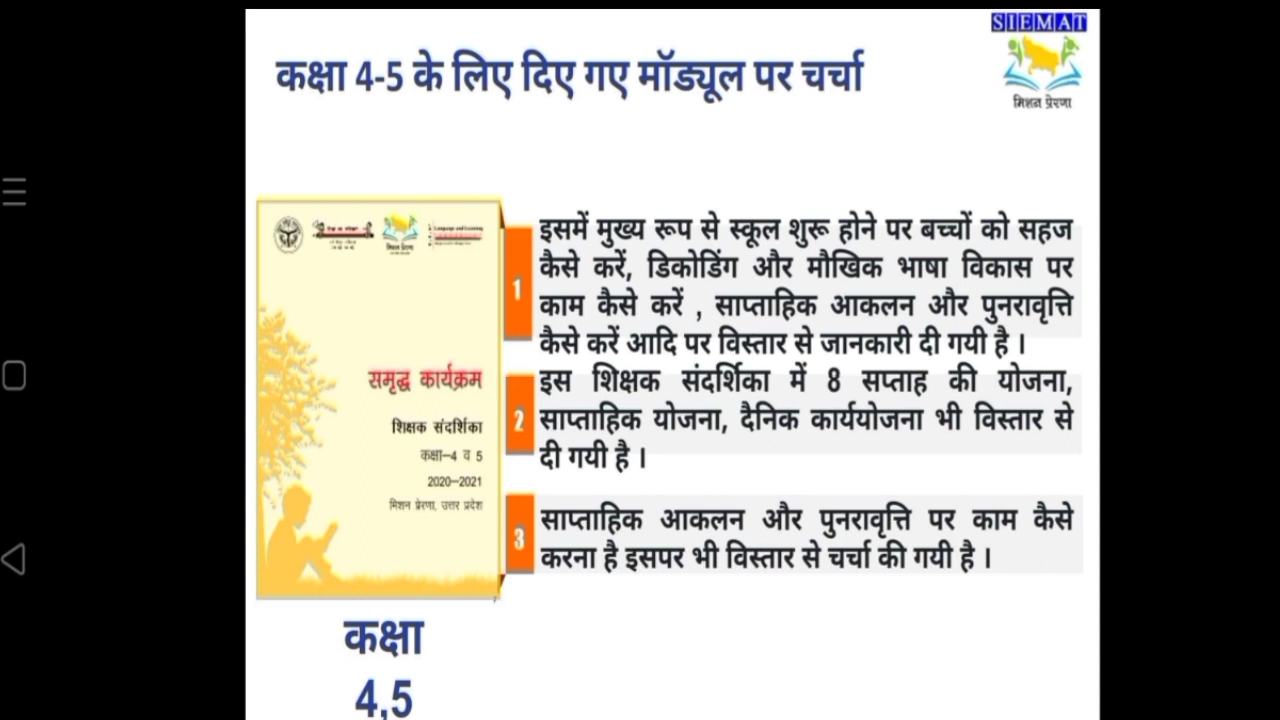 SIEMAT
मिशन प्रेरणा
कक्षा 4-5 के लिए दिए गए मॉड्यूल पर चर्चा
समृद्ध कार्यक्रम
शिक्षक संदर्शिका
कक्षा–4 व 5
2020–2021
मिशन प्रेरणा, उत्तर प्रदेश
Language and Learning
1
इसमें मुख्य रूप से स्कूल शुरू होने पर बच्चों को सहज
कैसे करें, डिकोडिंग और मौखिक भाषा विकास पर
काम कैसे करें , साप्ताहिक आकलन और पुनरावृत्ति
कैसे करें आदि पर विस्तार से जानकारी दी गयी है ।
2
इस शिक्षक संदर्शिका में 8 सप्ताह की योजना,
साप्ताहिक योजना, दैनिक कार्ययोजना भी विस्तार से
दी गयी है ।
3
साप्ताहिक आकलन और पुनरावृत्ति पर काम कैसे
करना है इसपर भी विस्तार से चर्चा की गयी है ।
कक्षा
4,5